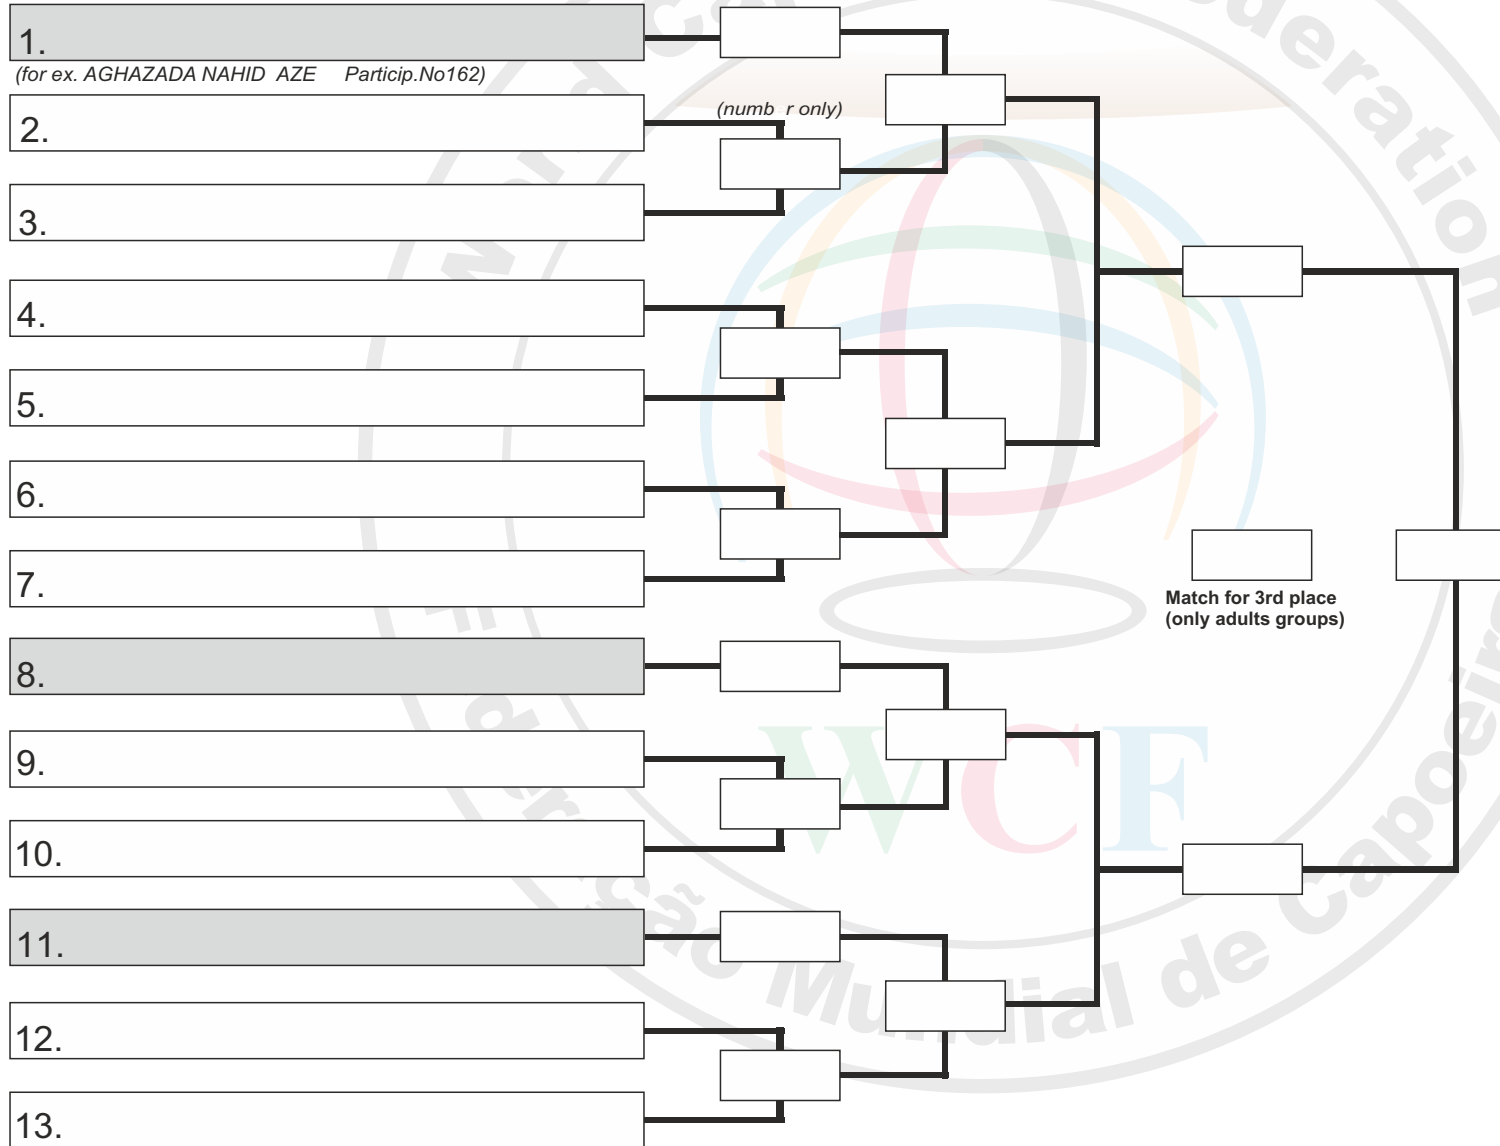 1.
(for ex. AGHAZADA NAHID AZE Particip.No162)
2.
(numb r only)
3.
4.
5.
6.
7.
Match for 3rd place
(only adults groups)
8.
9.
10.
11.
12.
13.
WCF
Mundial de Capoeira